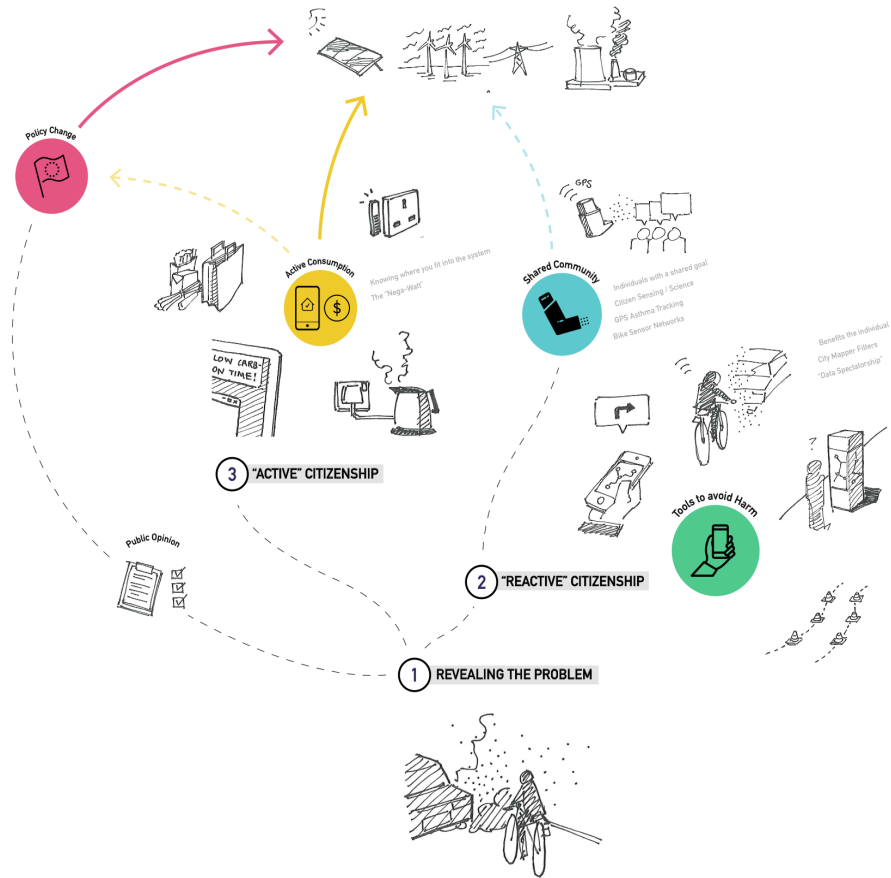 Policy Change
GPS
Active Consumption
Knowing where you fit into the system
The "Nega-Watt"
Shared Community
Individuals with a shared goal
Citizen Sensing / Science
GPS Asthma Tracking
Bike Sensor Networks
Benefits the individual
City Mapper Filters
"Data Spectatorship"
LOW CARB-
ON TIME!
$
?
3 "ACTIVE" CITIZENSHIP
Tools to avoid Harm
Public Opinion
2 "REACTIVE" CITIZENSHIP
1 REVEALING THE PROBLEM